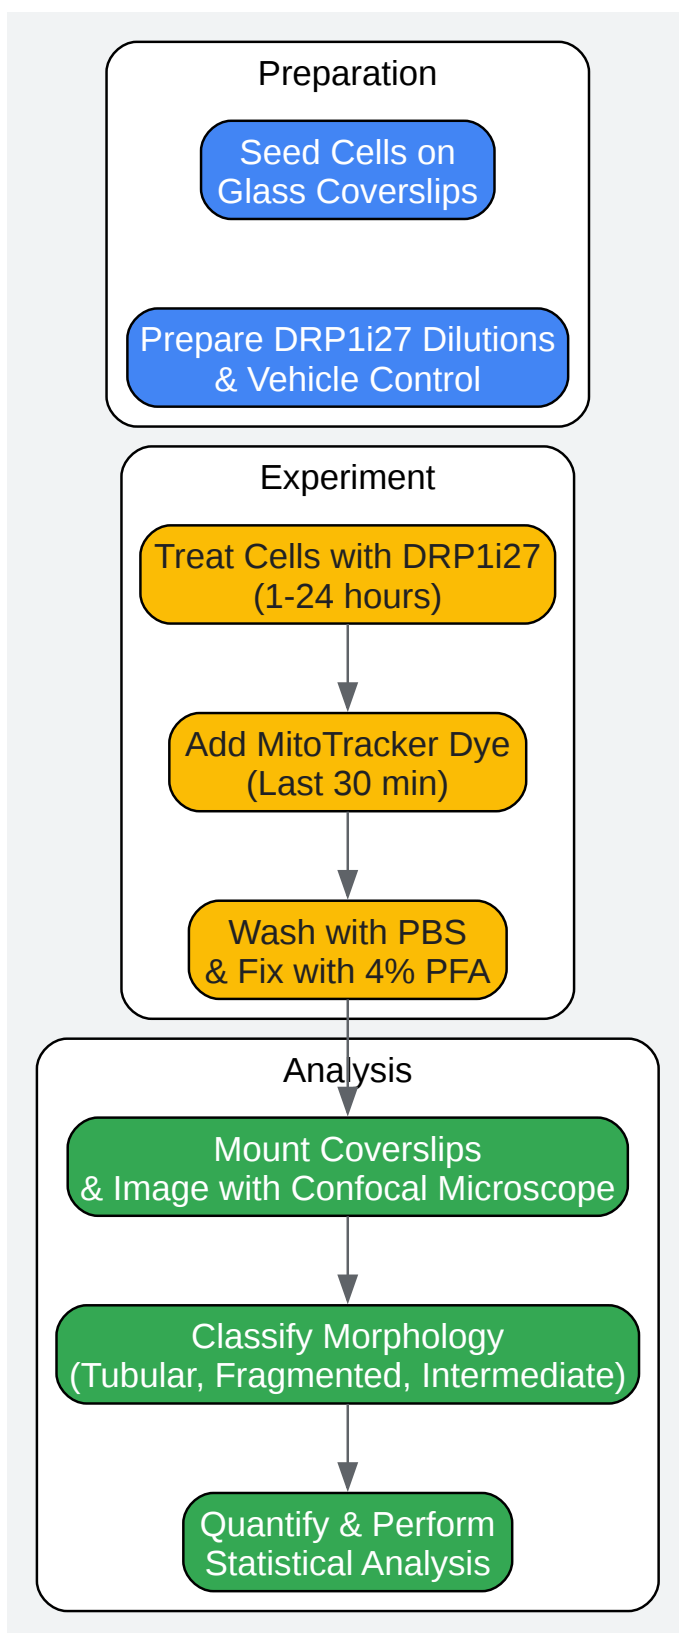 Preparation
Seed Cells on
Glass Coverslips
Prepare DRP1i27 Dilutions
& Vehicle Control
Experiment
Treat Cells with DRP1i27
(1-24 hours)
Add MitoTracker Dye
(Last 30 min)
Wash with PBS
& Fix with 4% PFA
Analysis
Mount Coverslips
& Image with Confocal Microscope
Classify Morphology
(Tubular, Fragmented, Intermediate)
Quantify & Perform
Statistical Analysis